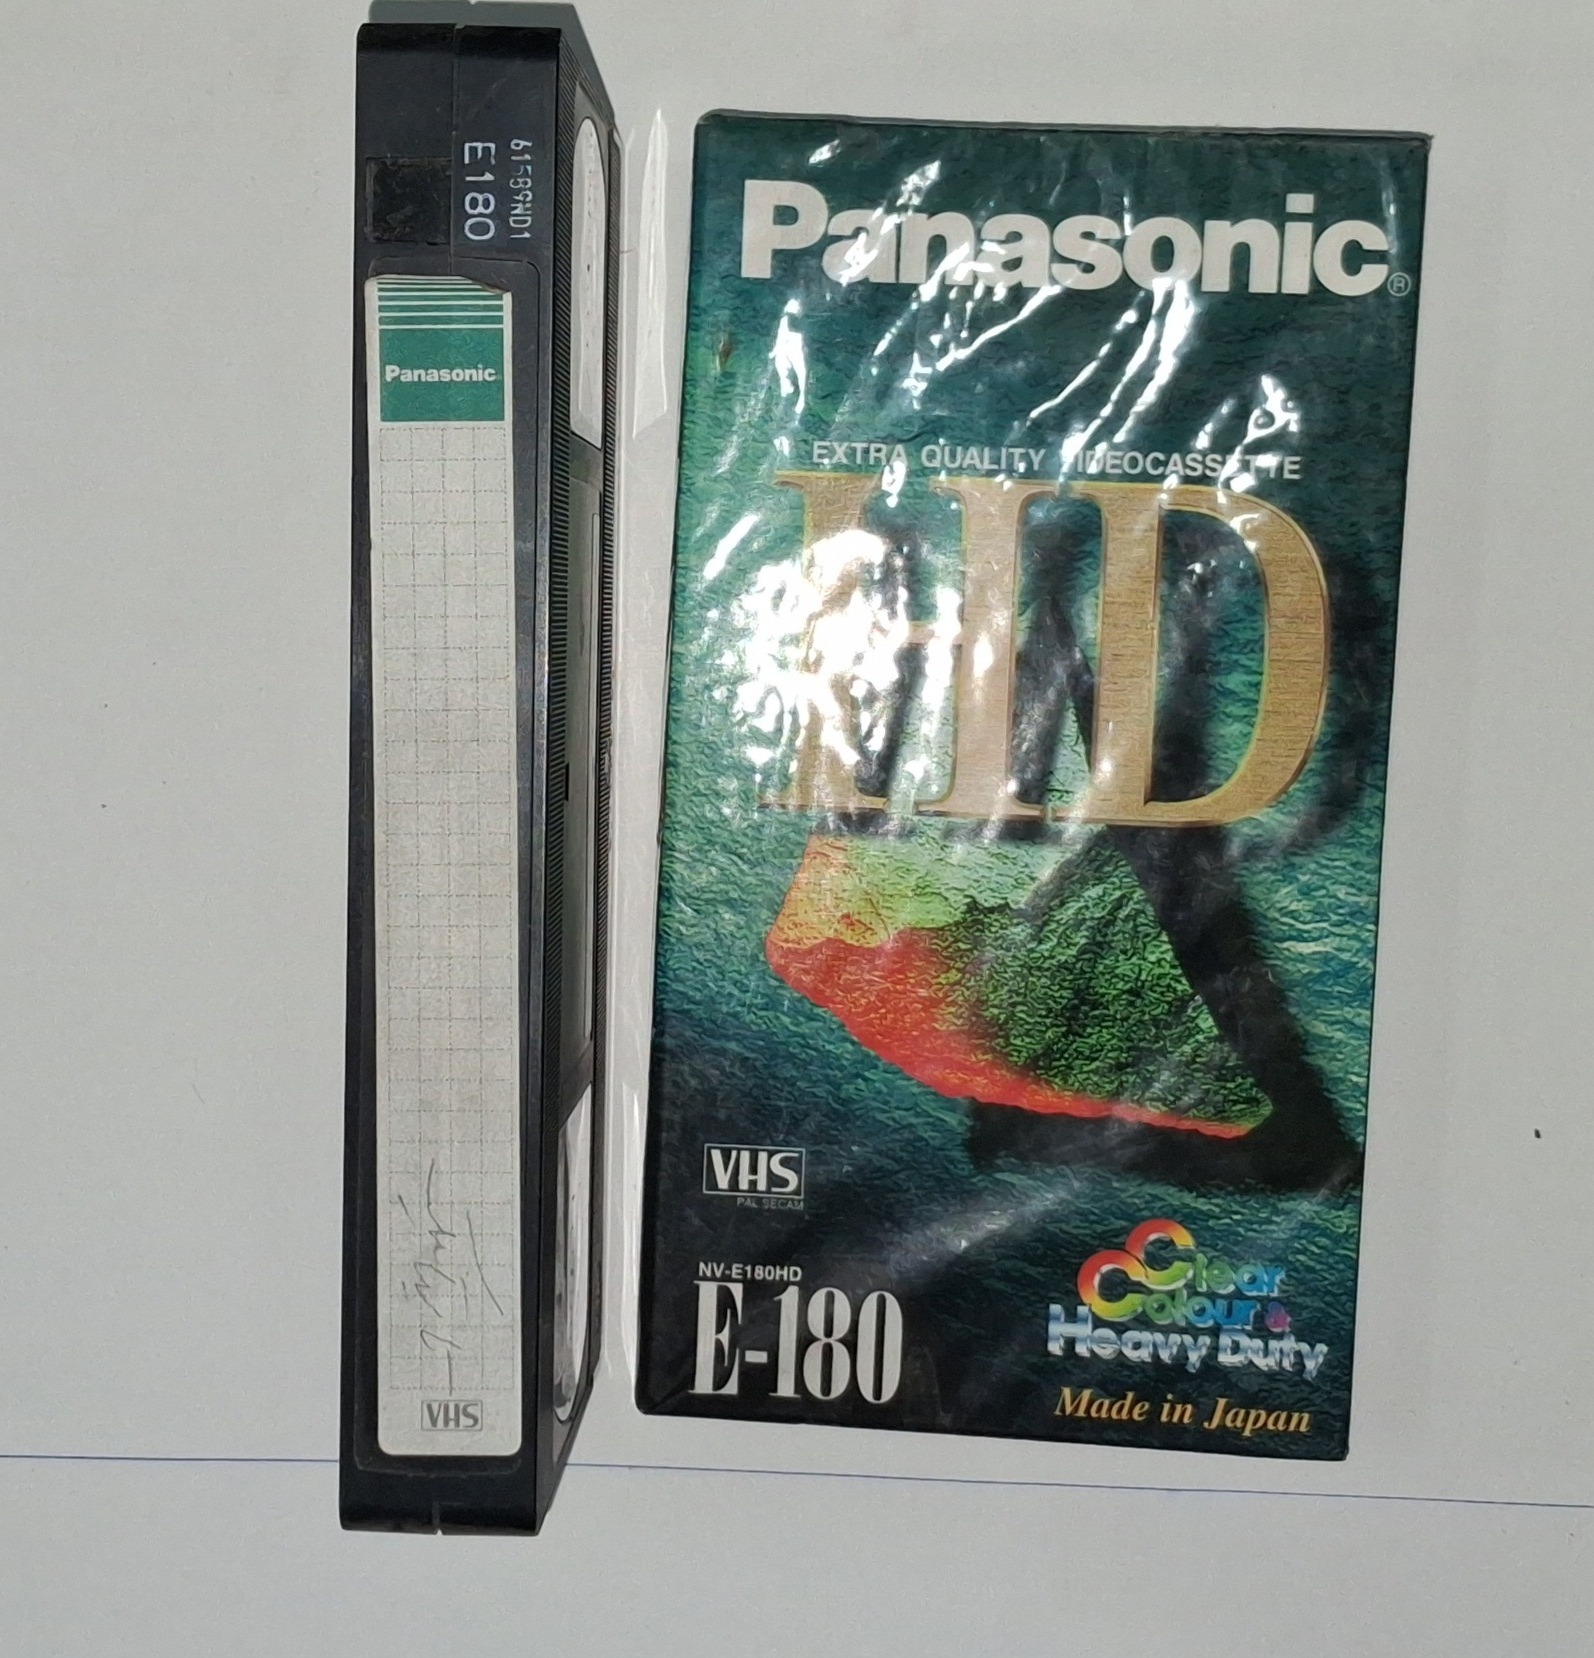 61589ND1
E180
Panasonic
VHS
Panasonic®
EXTRA QUALITY VIDEOCASSETTE
HD
VHS
PAL SECAM
NV-E180HD
E-180
Clear
Colour &
Heavy Duty
Made in Japan